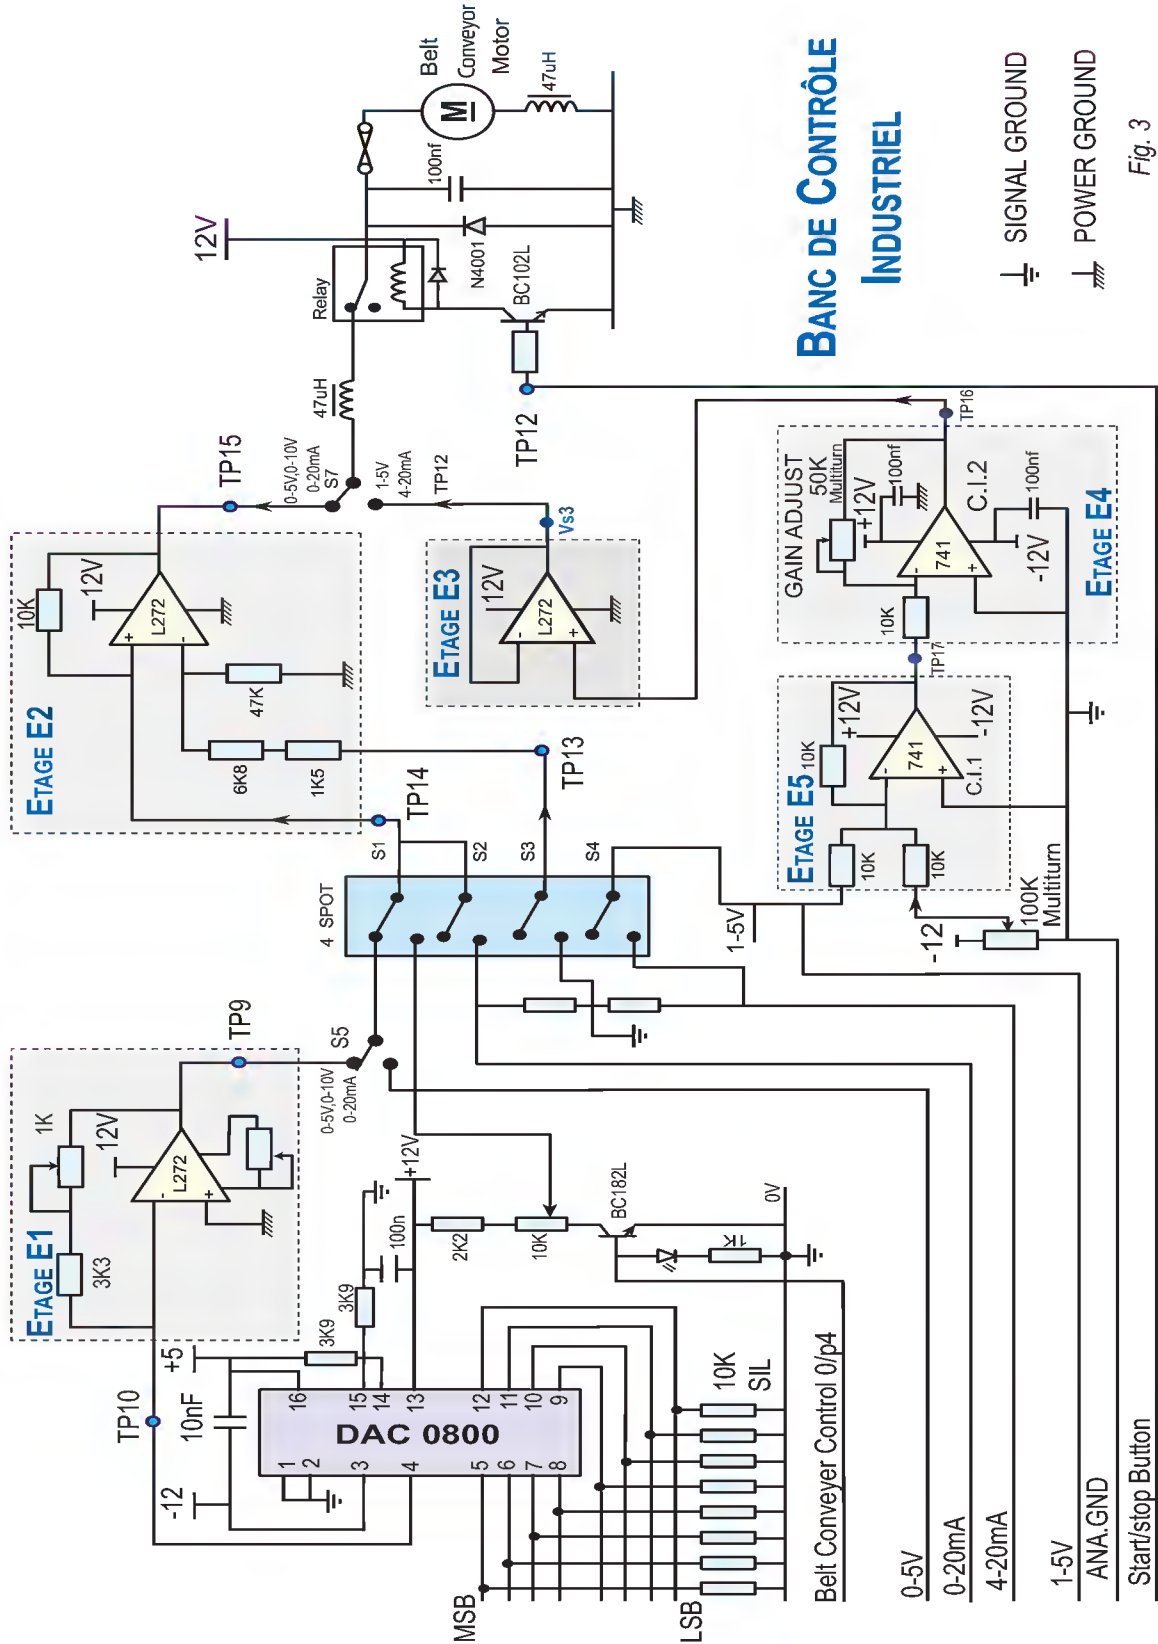 BANC DE CONTRÔLE
INDUSTRIEL
SIGNAL GROUND
POWER GROUND
Fig. 3
ETAGE E1
3K3
1K
12V
L272
-
+
TP9
TP10
+5
-12
10nF
3K9
3K9
100n
+12V
DAC 0800
1
2
3
4
5
6
7
8
16
15
14
13
12
11
10
9
MSB
LSB
10K
SIL
2K2
10K
BC182L
1K
0V
S5
0-5V,0-10V
0-20mA
4 SPOT
S1
S2
S3
S4
TP14
TP13
ETAGE E2
10K
12V
L272
+
-
47K
6K8
1K5
TP15
0-5V,0-10V
0-20mA
S7
1-5V
4-20mA
TP12
Vs3
ETAGE E3
12V
L272
-
+
47uH
Relay
12V
N4001
BC102L
TP12
100nf
M
Belt
Conveyor
Motor
47uH
1-5V
ETAGE E5
10K
10K
10K
+12V
741
-
+
-12V
C.I.1
-12
100K
Multiturn
TP17
ETAGE E4
GAIN ADJUST
50K
Multiturn
10K
+12V
100nf
741
-
+
C.I.2
-12V
100nf
TP16
Belt Conveyer Control 0/p4
0-5V
0-20mA
4-20mA
1-5V
ANA.GND
Start/stop Button